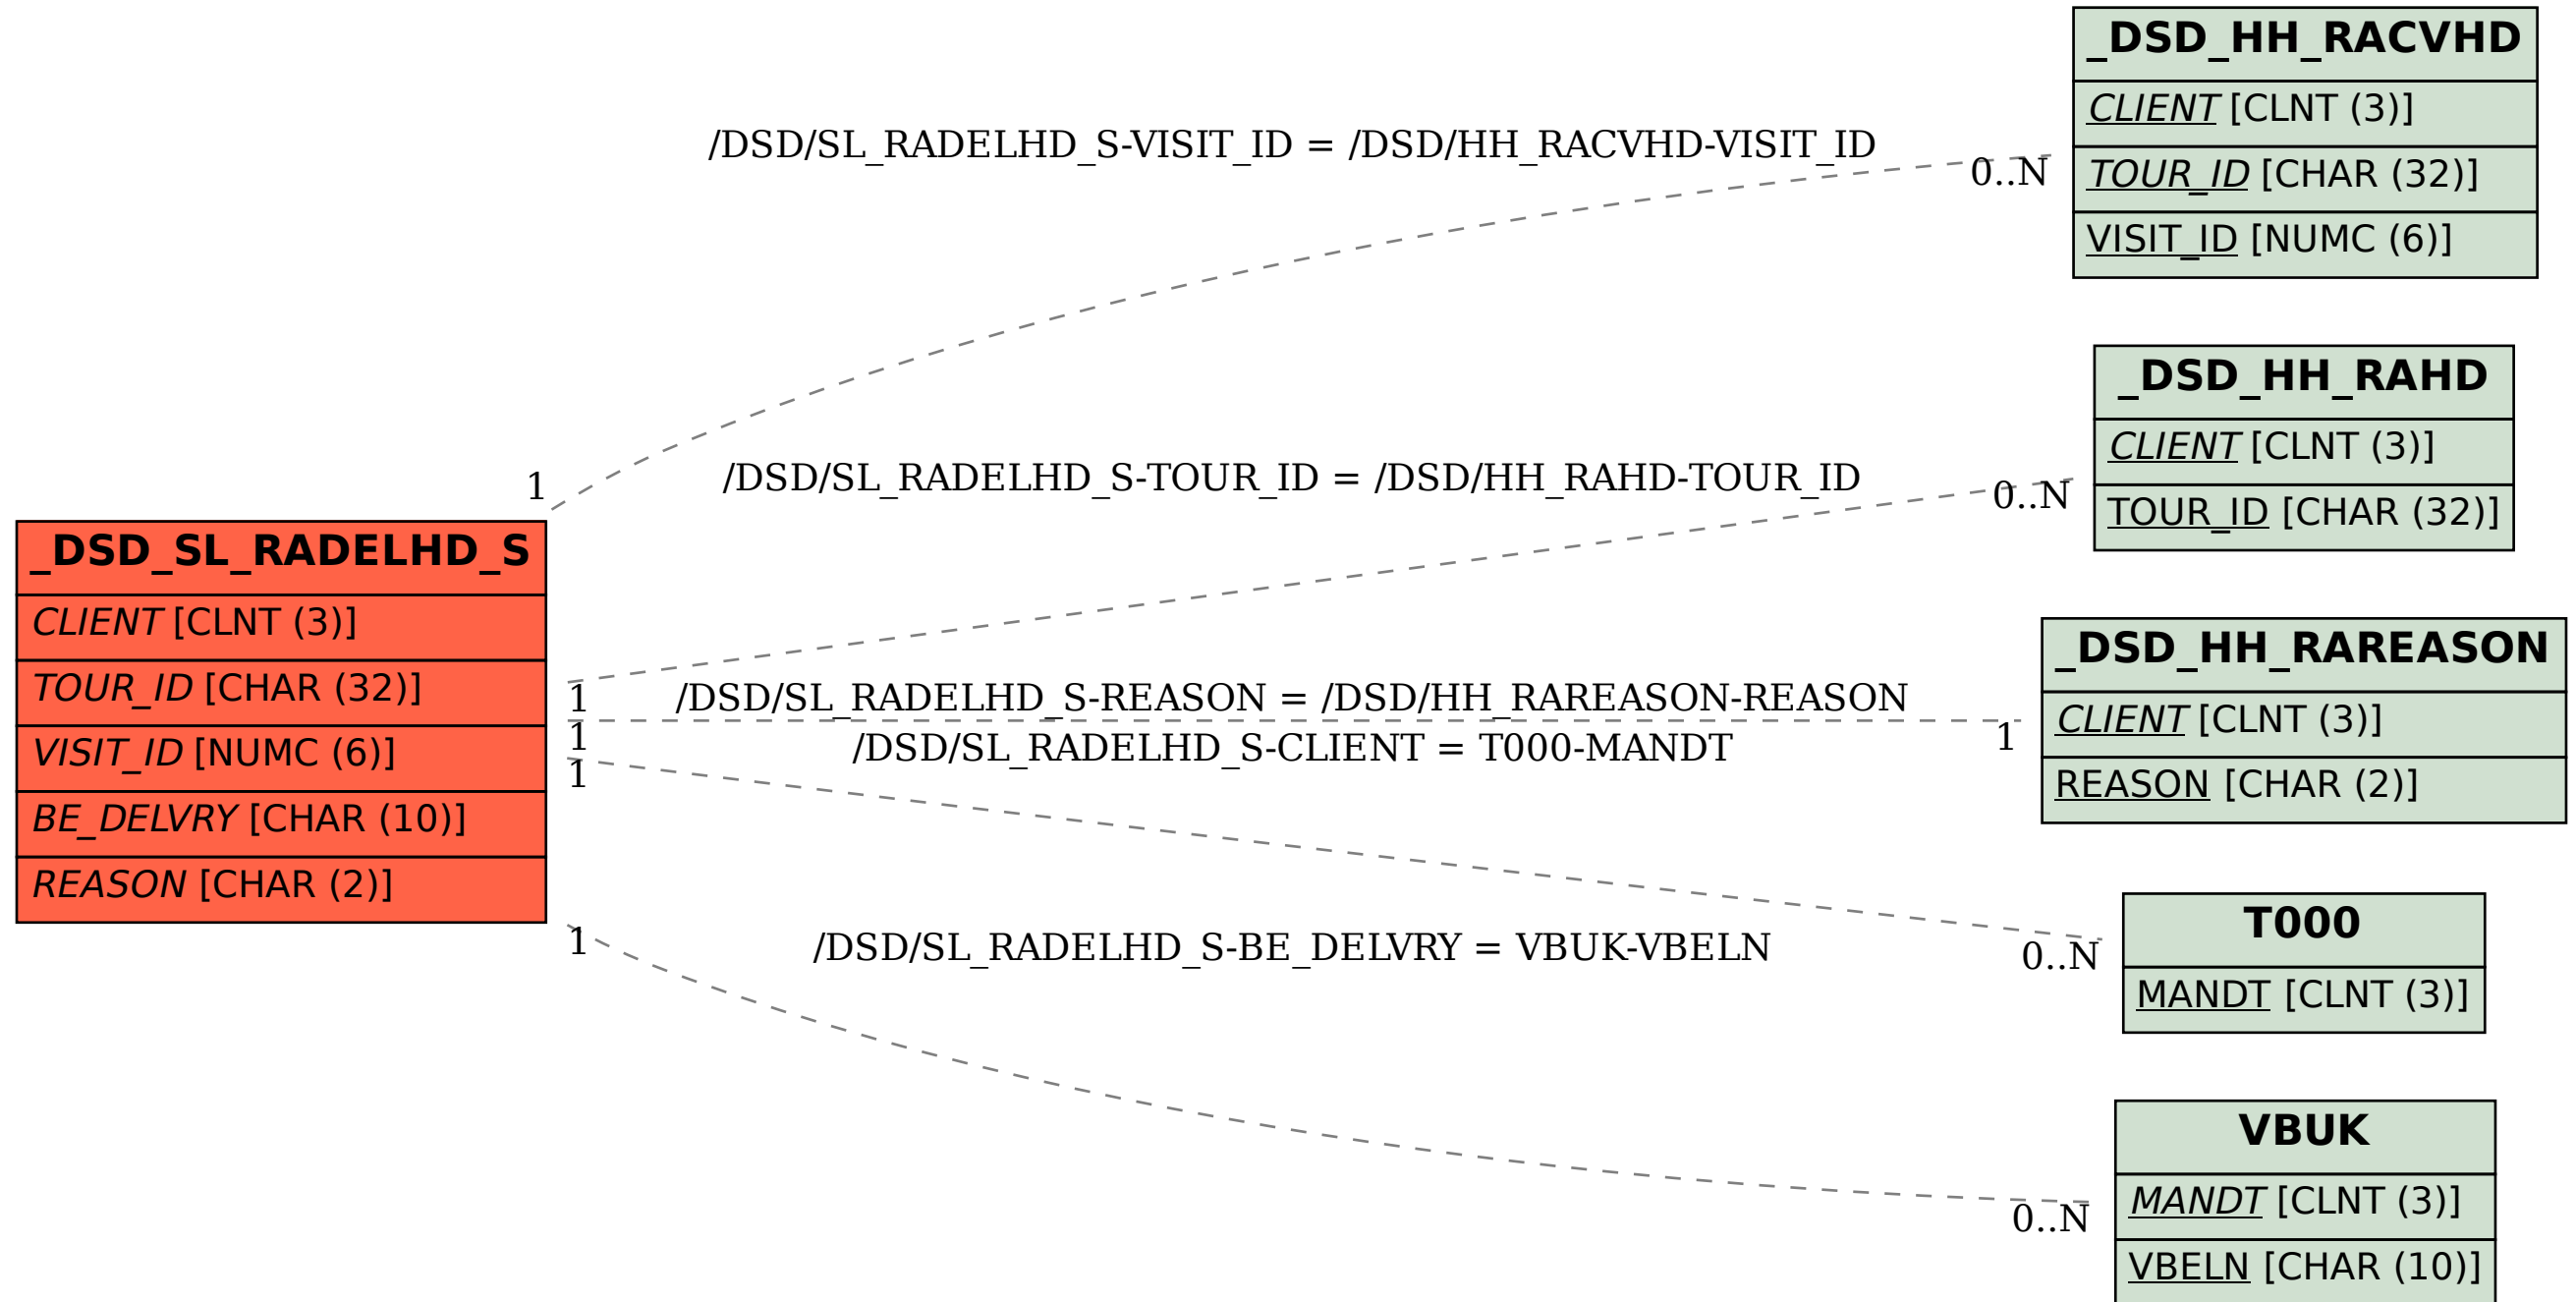 _DSD_SL_RADELHD_S
CLIENT [CLNT (3)]
TOUR_ID [CHAR (32)]
VISIT_ID [NUMC (6)]
BE_DELVRY [CHAR (10)]
REASON [CHAR (2)]
/DSD/SL_RADELHD_S-VISIT_ID = /DSD/HH_RACVHD-VISIT_ID
1
0..N
/DSD/SL_RADELHD_S-TOUR_ID = /DSD/HH_RAHD-TOUR_ID
1
0..N
/DSD/SL_RADELHD_S-REASON = /DSD/HH_RAREASON-REASON
1
1
/DSD/SL_RADELHD_S-CLIENT = T000-MANDT
1
0..N
/DSD/SL_RADELHD_S-BE_DELVRY = VBUK-VBELN
1
0..N
_DSD_HH_RACVHD
CLIENT [CLNT (3)]
TOUR_ID [CHAR (32)]
VISIT_ID [NUMC (6)]
_DSD_HH_RAHD
CLIENT [CLNT (3)]
TOUR_ID [CHAR (32)]
_DSD_HH_RAREASON
CLIENT [CLNT (3)]
REASON [CHAR (2)]
T000
MANDT [CLNT (3)]
VBUK
MANDT [CLNT (3)]
VBELN [CHAR (10)]